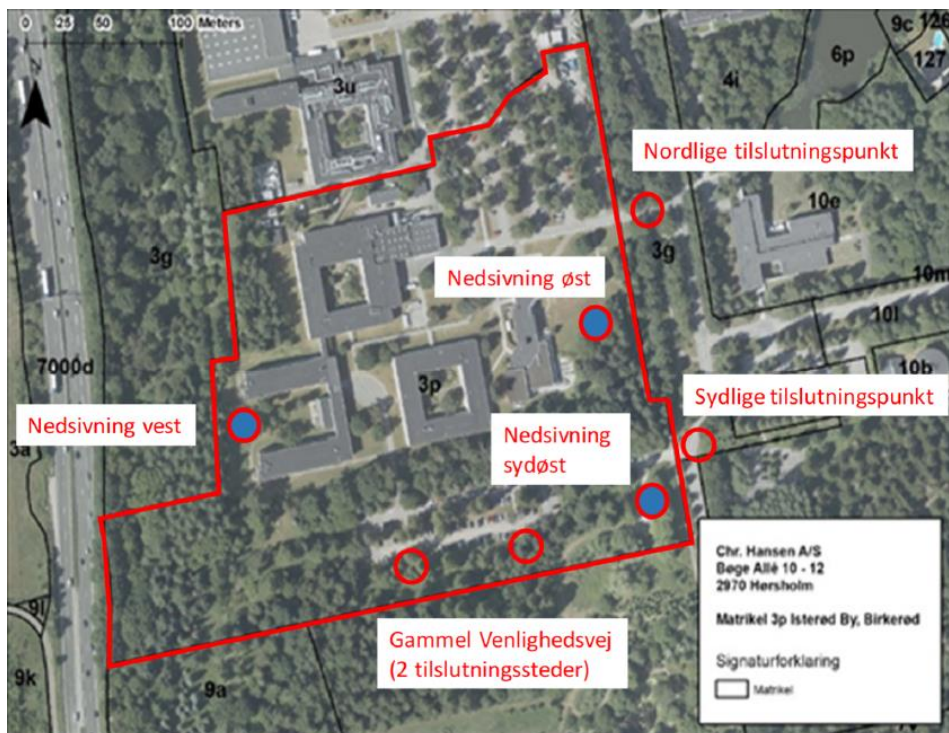 0 25 50 100 Meters
N
9c
126
127
6p
4i
3u
Nordlige tilslutningspunkt
10e
3g
3g
10m
Nedsivning øst
10l
7000d
3p
10b
Sydlige tilslutningspunkt
Nedsivning vest
3a
Nedsivning
sydøst
Chr. Hansen A/S
Bøge Allé 10 - 12
2970 Hørsholm
Matrikel 3p Isterød By, Birkerød
Signaturforklaring
Matrikel
9l
Gammel Venlighedsvej
(2 tilslutningssteder)
9k
9a